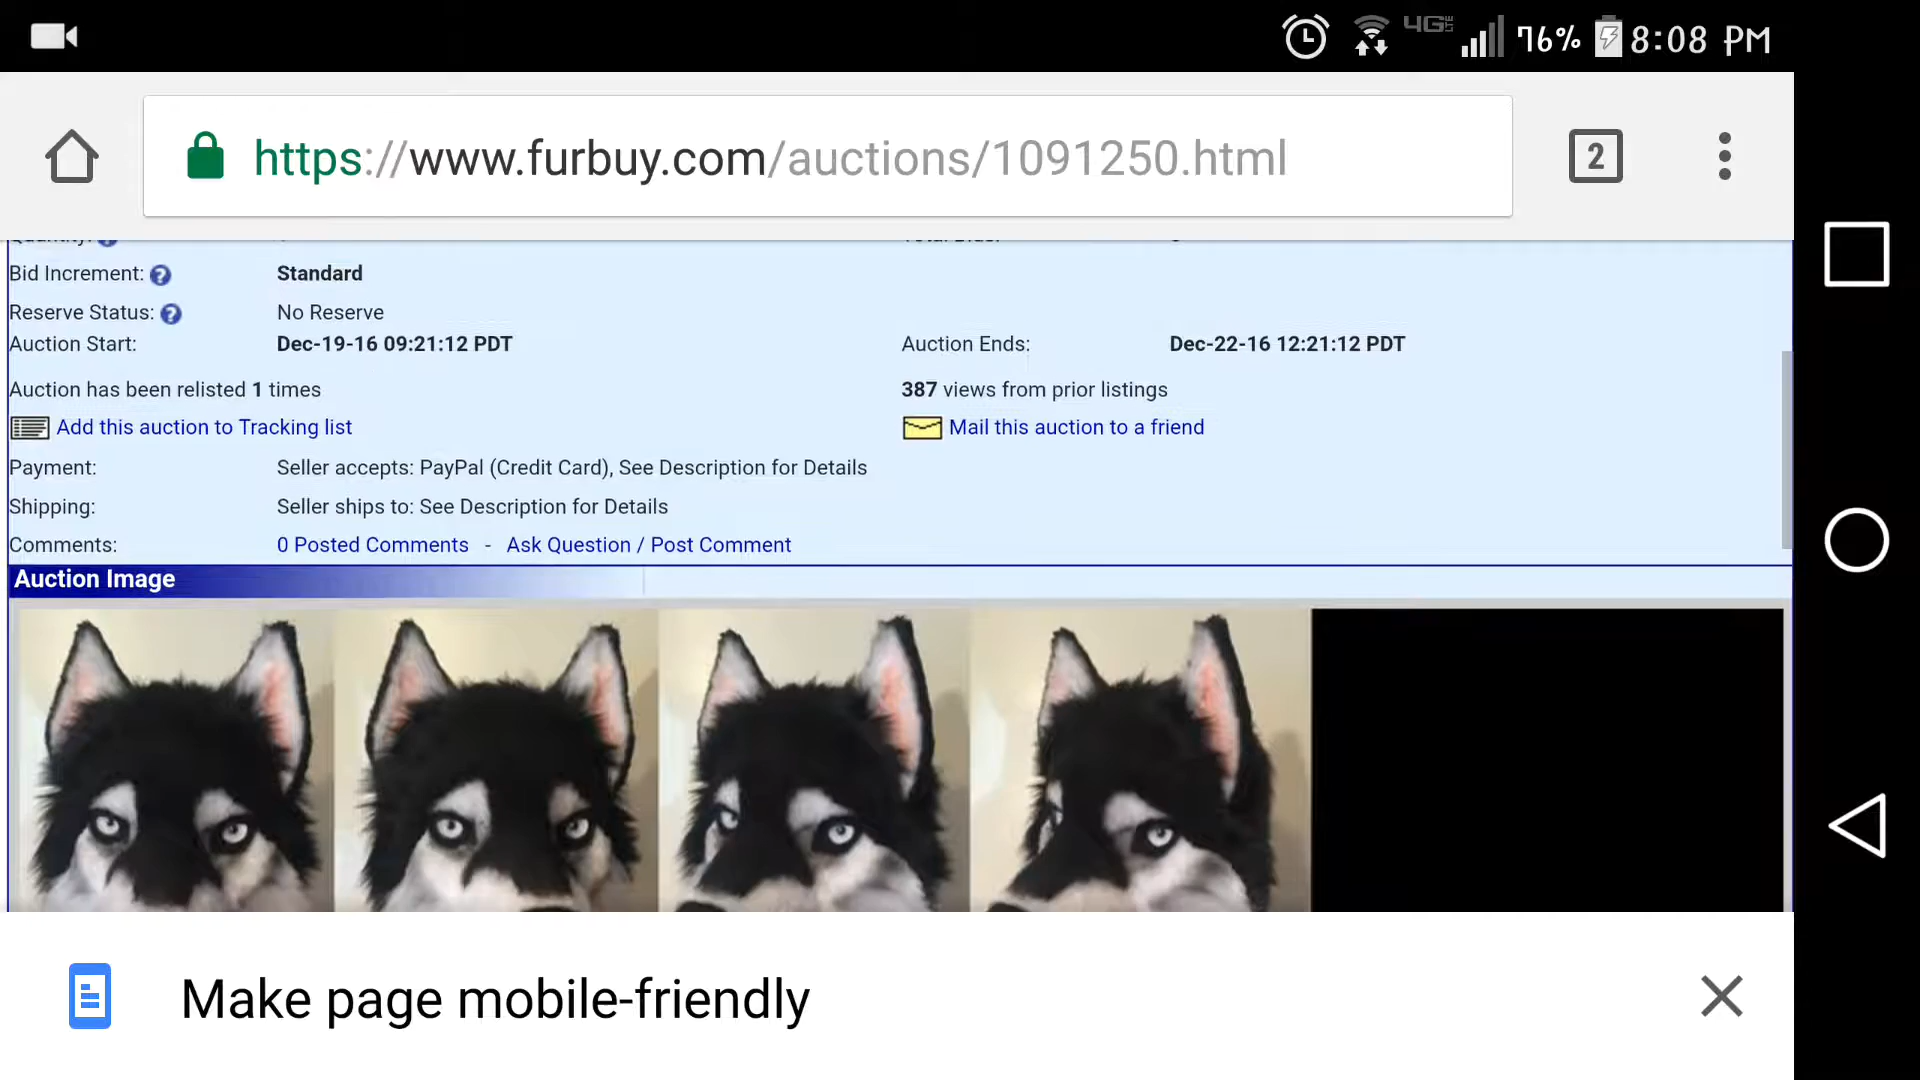 4G LTE 76% 8:08 PM
https://www.furbuy.com/auctions/1091250.html 2
Bid Increment: ? Standard
Reserve Status: ? No Reserve
Auction Start: Dec-19-16 09:21:12 PDT Auction Ends: Dec-22-16 12:21:12 PDT
Auction has been relisted 1 times 387 views from prior listings
Add this auction to Tracking list Mail this auction to a friend
Payment: Seller accepts: PayPal (Credit Card), See Description for Details
Shipping: Seller ships to: See Description for Details
Comments: 0 Posted Comments - Ask Question / Post Comment
Auction Image
Make page mobile-friendly